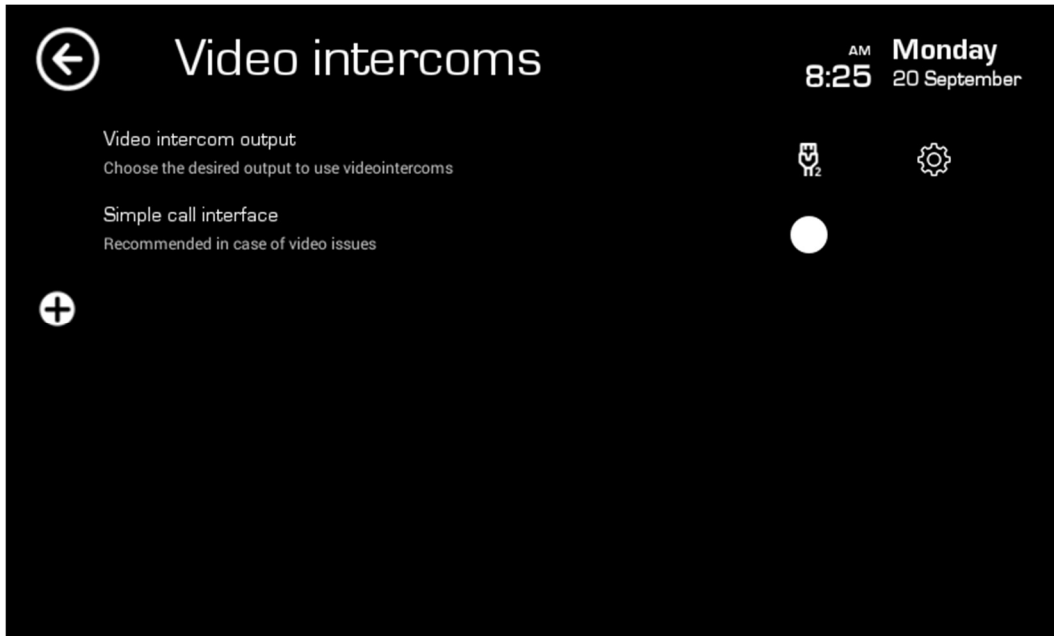 Video intercoms
AM
8:25
Monday
20 September
Video intercom output
Choose the desired output to use videointercoms
2
Simple call interface
Recommended in case of video issues